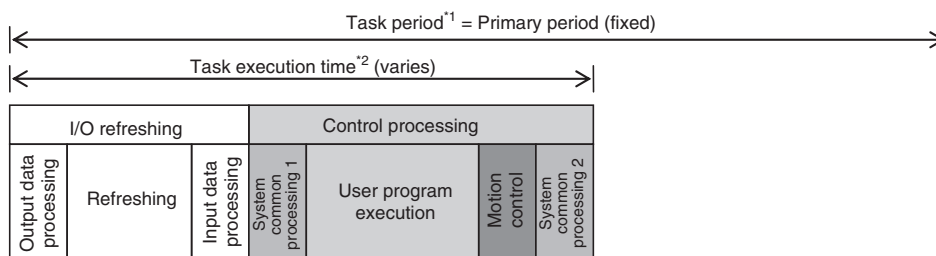 Task period*1 = Primary period (fixed)
Task execution time*2 (varies)
I/O refreshing
Control processing
Output data
processing
Refreshing
Input data
processing
System
common
processing 1
User program
execution
Motion
control
System
common
processing 2